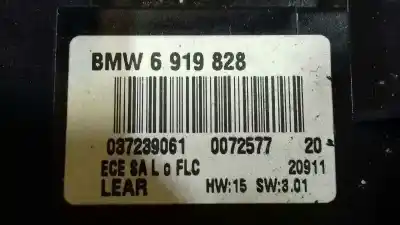 BMW 6 919 828
037239061 0072577 20
ECE SA L o FLC 20911
LEAR HW:15 SW:3.01